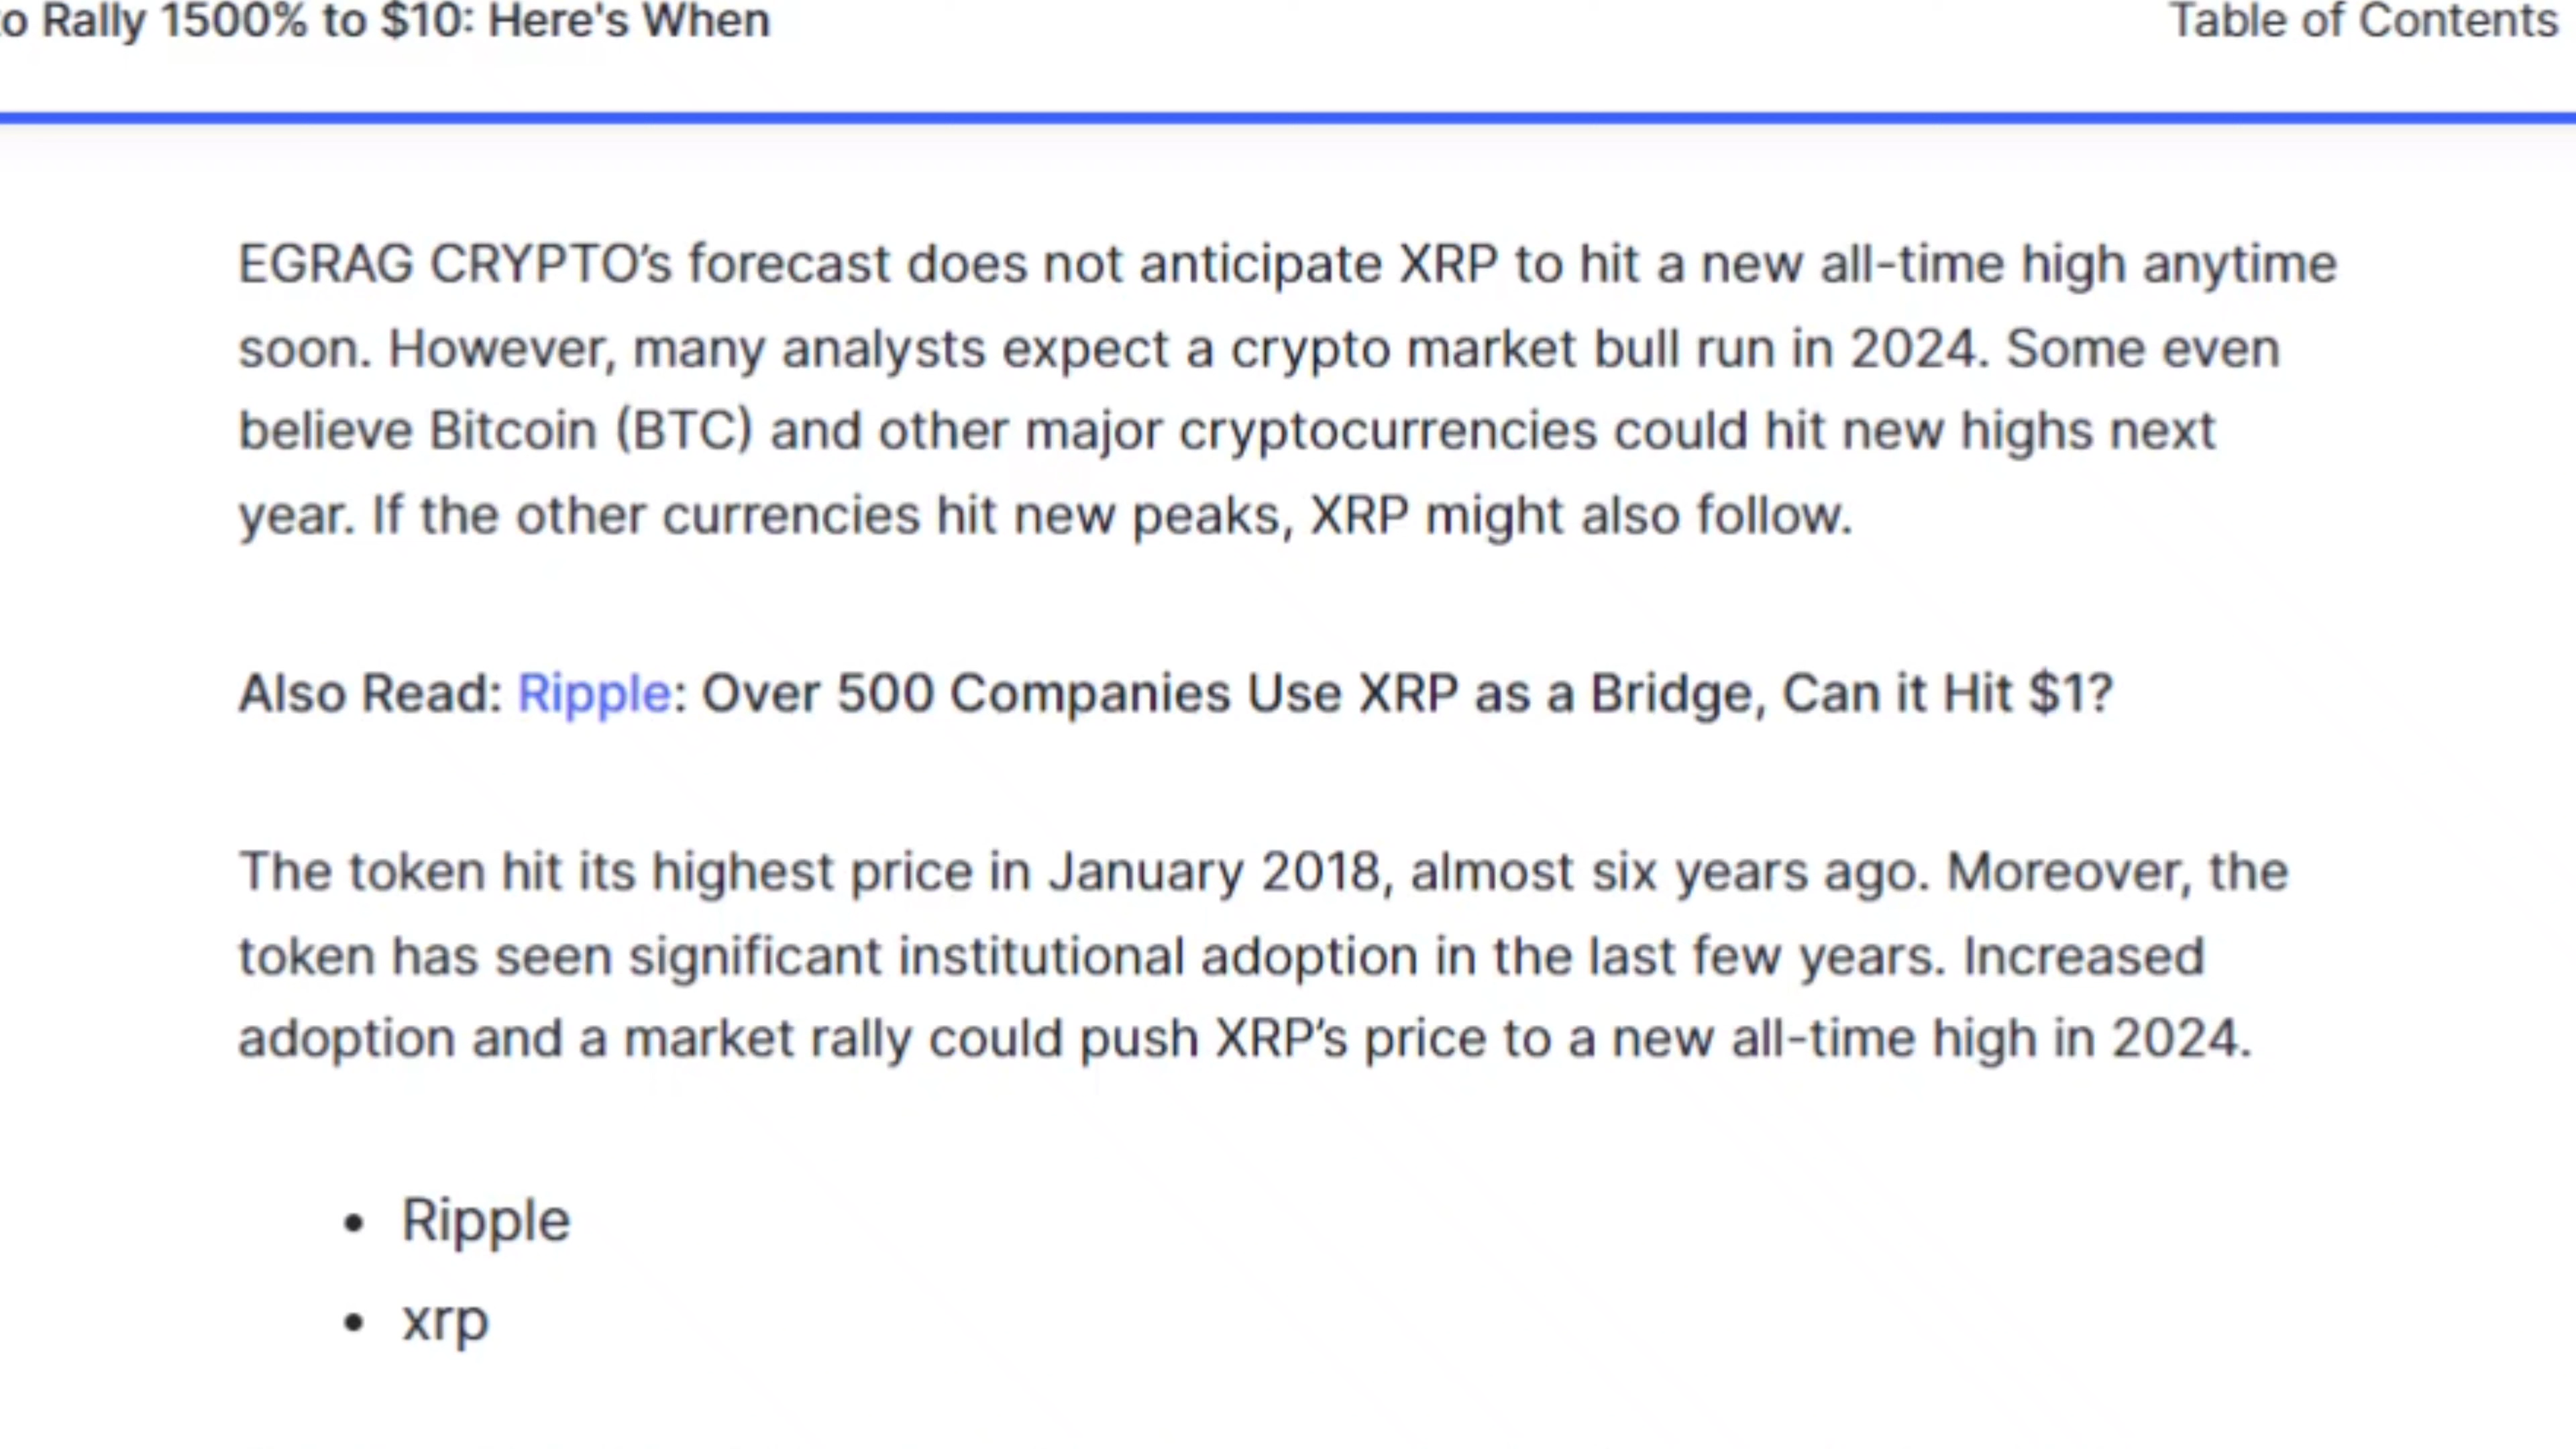 o Rally 1500% to $10: Here's When
Table of Contents
EGRAG CRYPTO’s forecast does not anticipate XRP to hit a new all-time high anytime
soon. However, many analysts expect a crypto market bull run in 2024. Some even
believe Bitcoin (BTC) and other major cryptocurrencies could hit new highs next
year. If the other currencies hit new peaks, XRP might also follow.
Also Read: Ripple: Over 500 Companies Use XRP as a Bridge, Can it Hit $1?
The token hit its highest price in January 2018, almost six years ago. Moreover, the
token has seen significant institutional adoption in the last few years. Increased
adoption and a market rally could push XRP’s price to a new all-time high in 2024.
• Ripple
• xrp